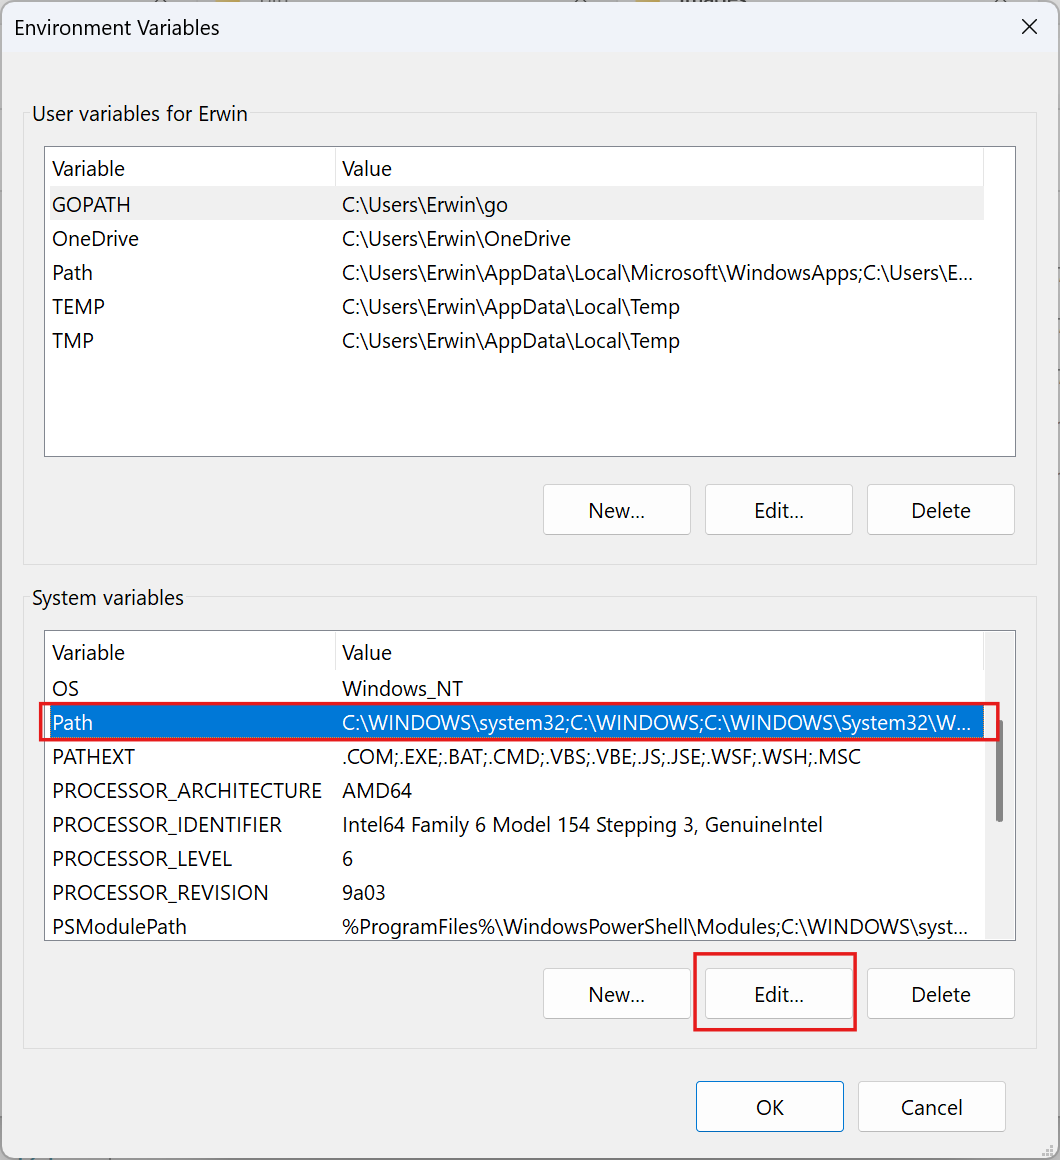 Environment Variables
User variables for Erwin
Variable Value
GOPATH C:\Users\Erwin\go
OneDrive C:\Users\Erwin\OneDrive
Path C:\Users\Erwin\AppData\Local\Microsoft\WindowsApps;C:\Users\E...
TEMP C:\Users\Erwin\AppData\Local\Temp
TMP C:\Users\Erwin\AppData\Local\Temp
New... Edit... Delete
System variables
Variable Value
OS Windows_NT
Path C:\WINDOWS\system32;C:\WINDOWS;C:\WINDOWS\System32\W...
PATHEXT .COM;.EXE;.BAT;.CMD;.VBS;.VBE;.JS;.JSE;.WSF;.WSH;.MSC
PROCESSOR_ARCHITECTURE AMD64
PROCESSOR_IDENTIFIER Intel64 Family 6 Model 154 Stepping 3, GenuineIntel
PROCESSOR_LEVEL 6
PROCESSOR_REVISION 9a03
PSModulePath %ProgramFiles%\WindowsPowerShell\Modules;C:\WINDOWS\syst...
New... Edit... Delete
OK Cancel